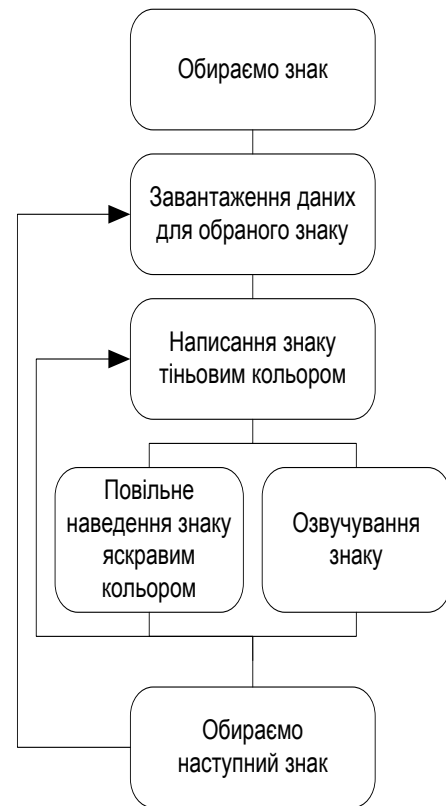 Обираємо знак
Завантаження даних
для обраного знаку
Написання знаку
тіньовим кольором
Повільне
наведення знаку
яскравим
кольором
Озвучування
знаку
Обираємо
наступний знак